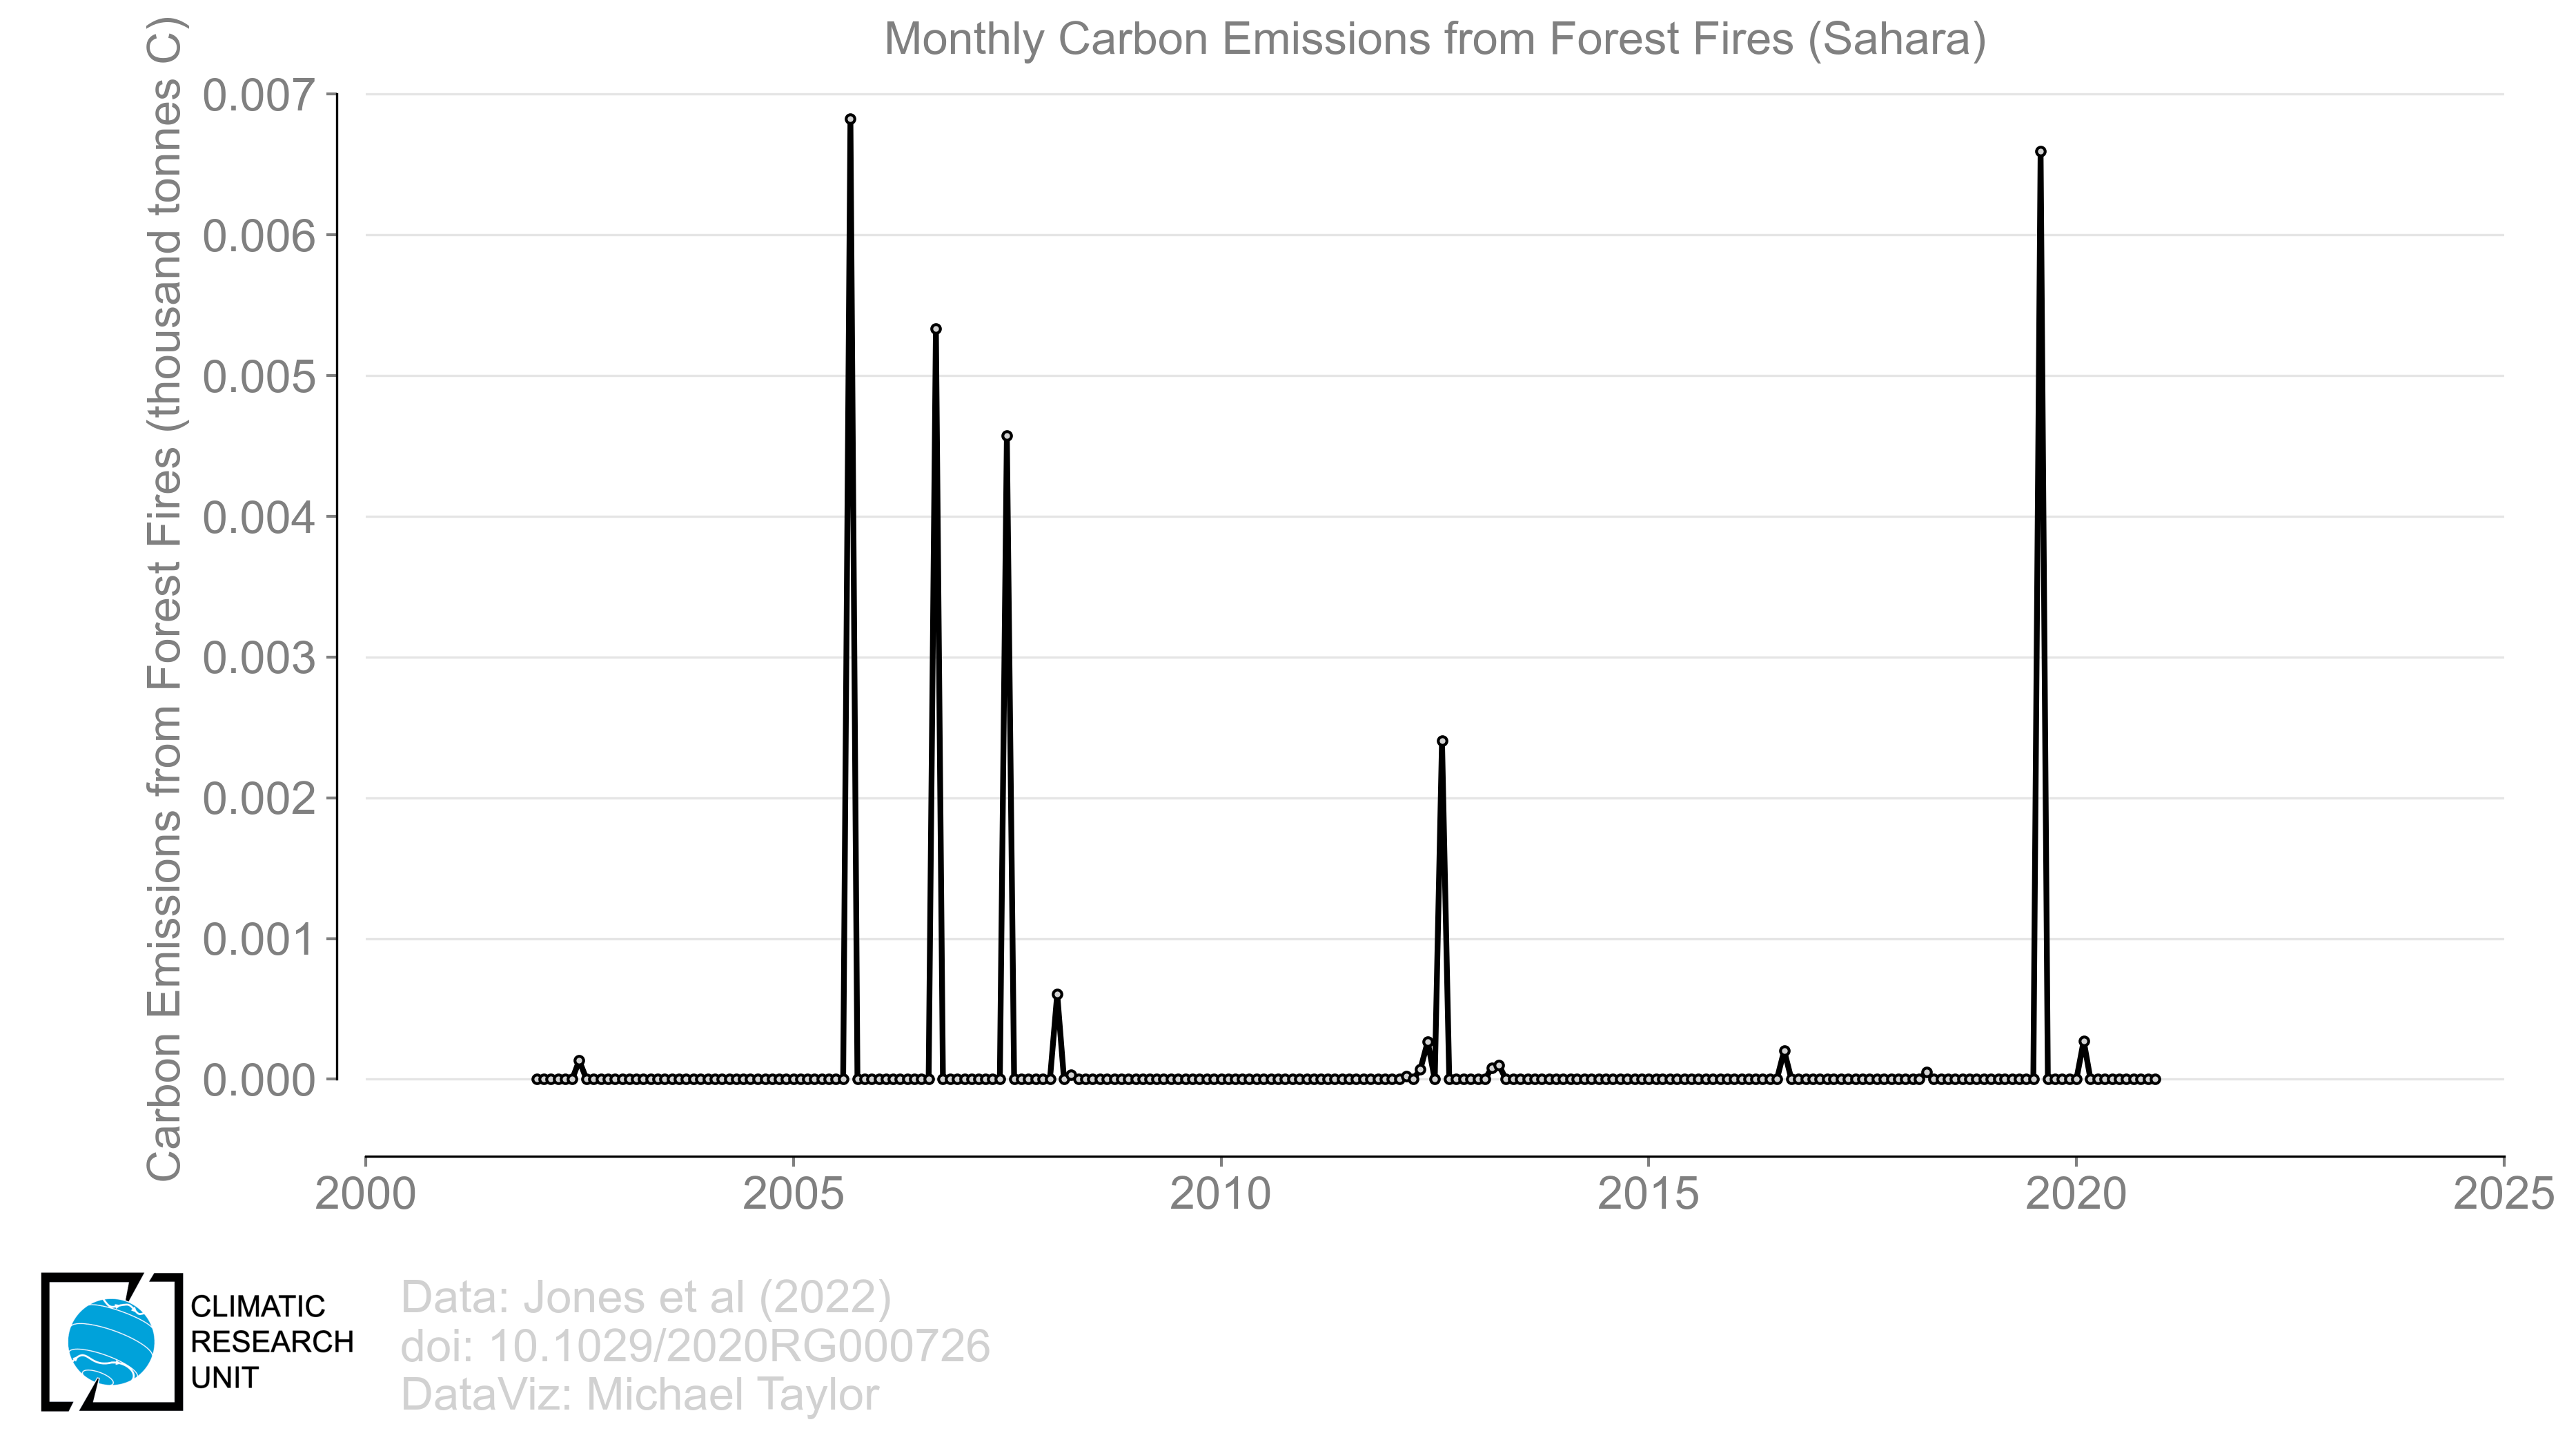 Monthly Carbon Emissions from Forest Fires (Sahara)
Carbon Emissions from Forest Fires (thousand tonnes C)
0.007
0.006
0.005
0.004
0.003
0.002
0.001
0.000
2000 2005 2010 2015 2020 2025
CLIMATIC
RESEARCH
UNIT
Data: Jones et al (2022)
doi: 10.1029/2020RG000726
DataViz: Michael Taylor